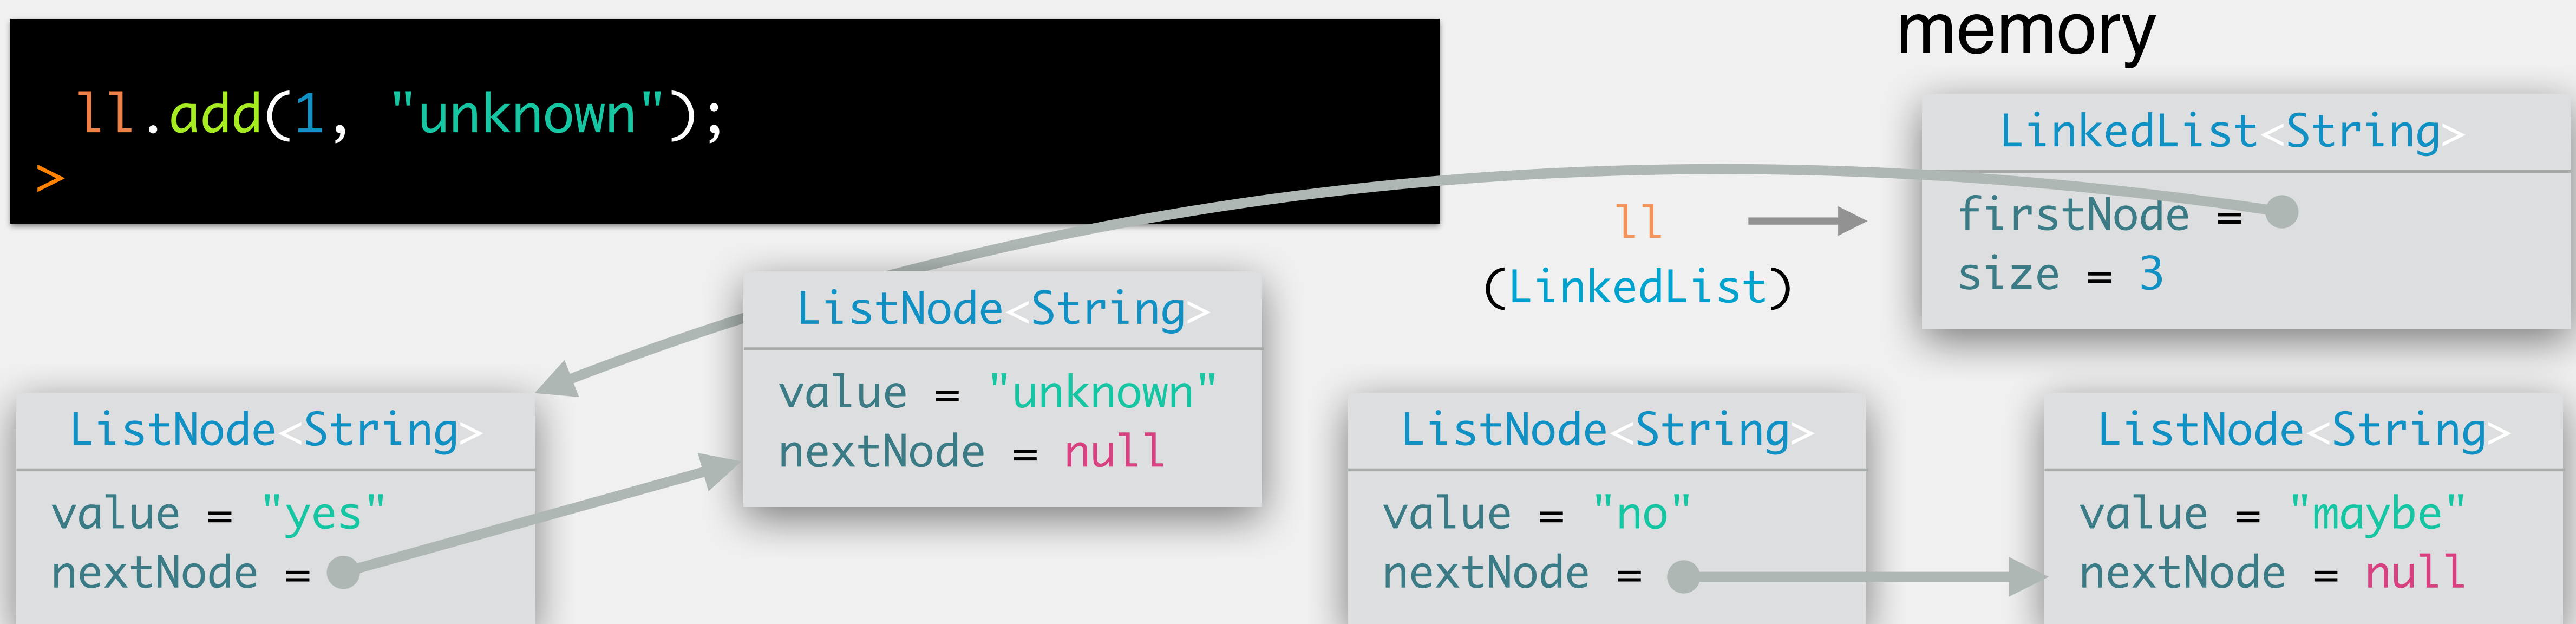 ll.add(1, "unknown");
>
memory
ll
(LinkedList)
LinkedList<String>
firstNode =
size = 3
ListNode<String>
value = "yes"
nextNode =
ListNode<String>
value = "unknown"
nextNode = null
ListNode<String>
value = "no"
nextNode =
ListNode<String>
value = "maybe"
nextNode = null